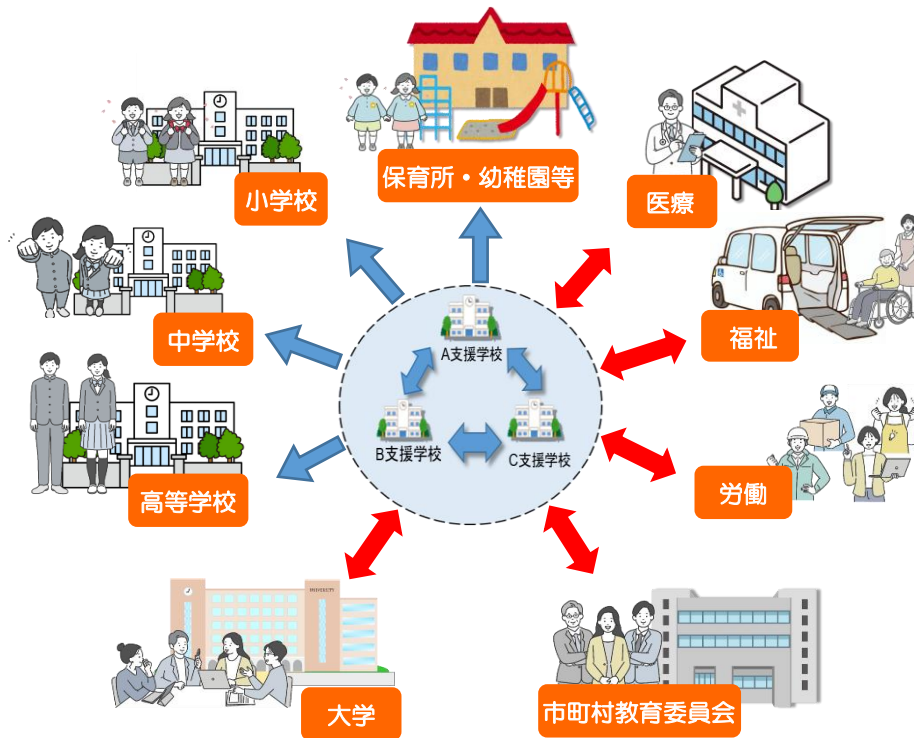 保育所・幼稚園等
小学校
医療
中学校
福祉
A支援学校
B支援学校
C支援学校
高等学校
労働
大学
市町村教育委員会